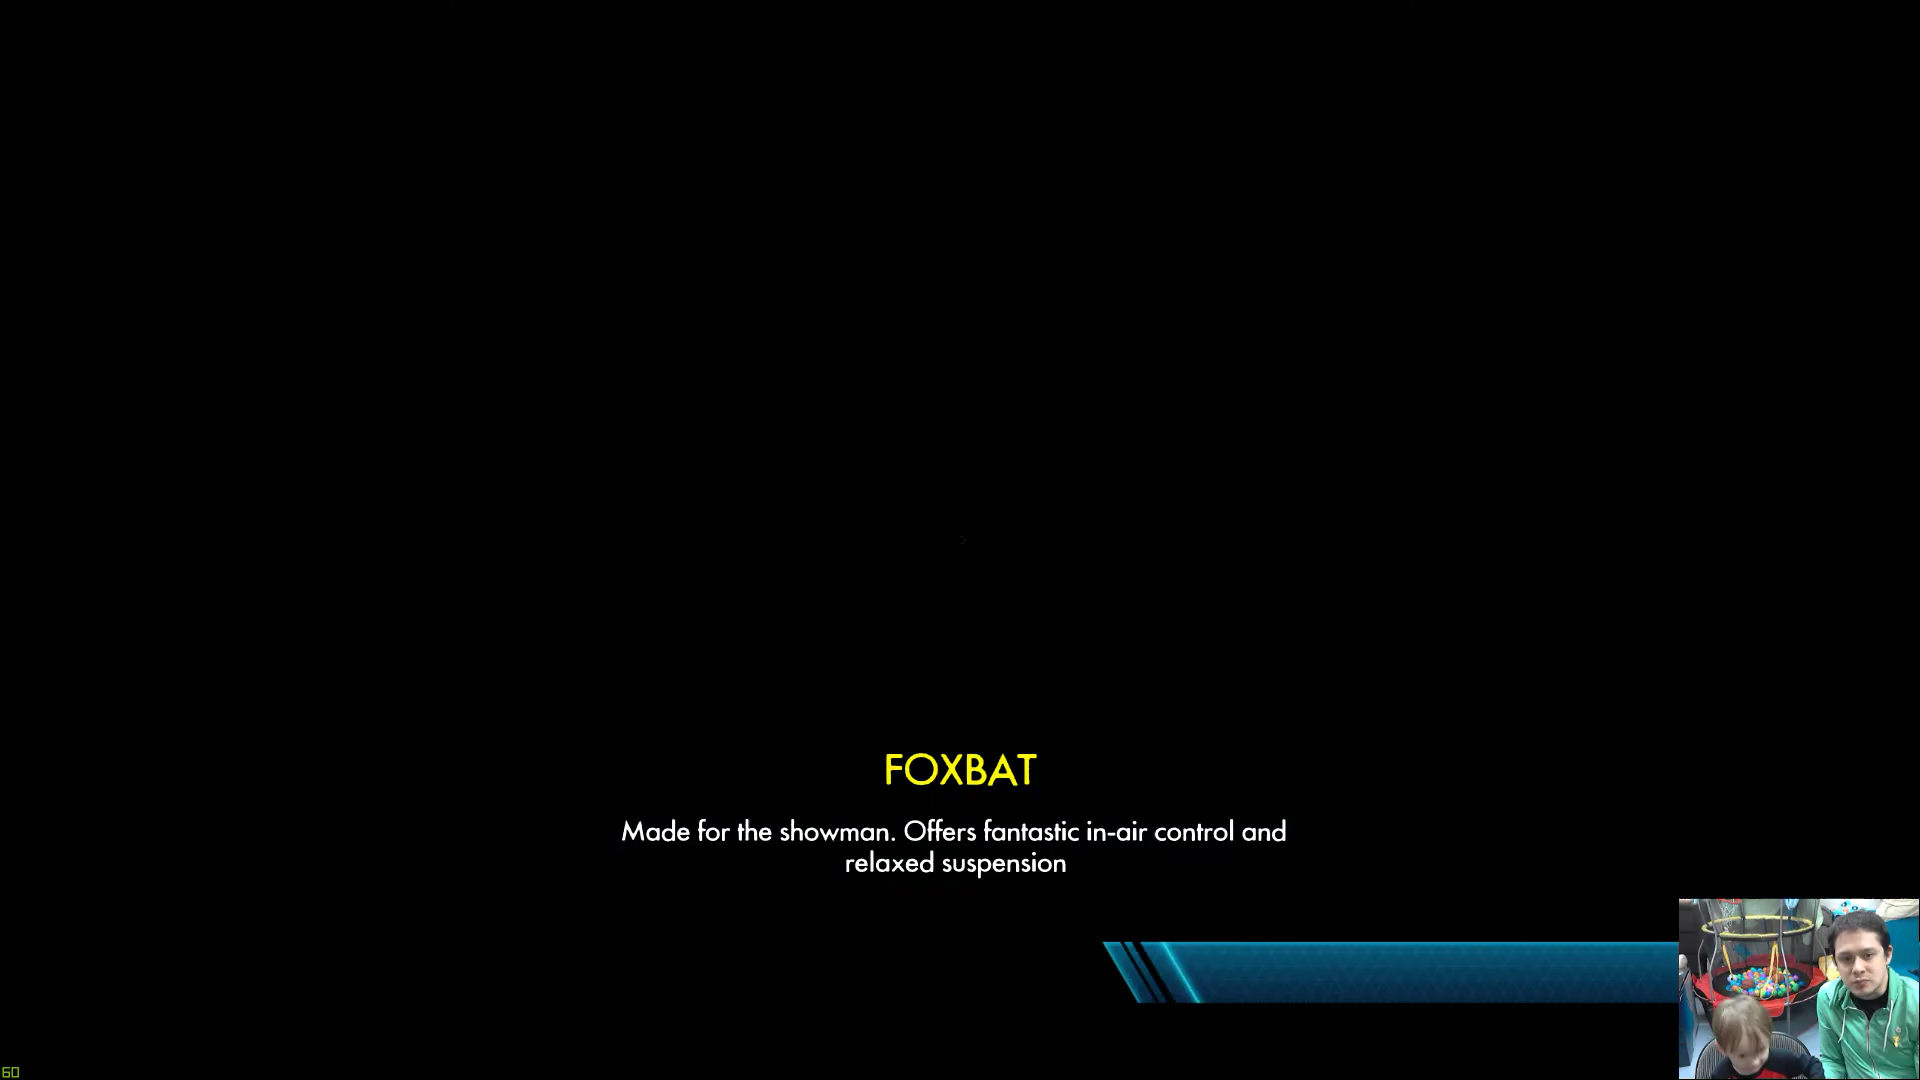 FOXBAT
Made for the showman. Offers fantastic in-air control and
relaxed suspension
60